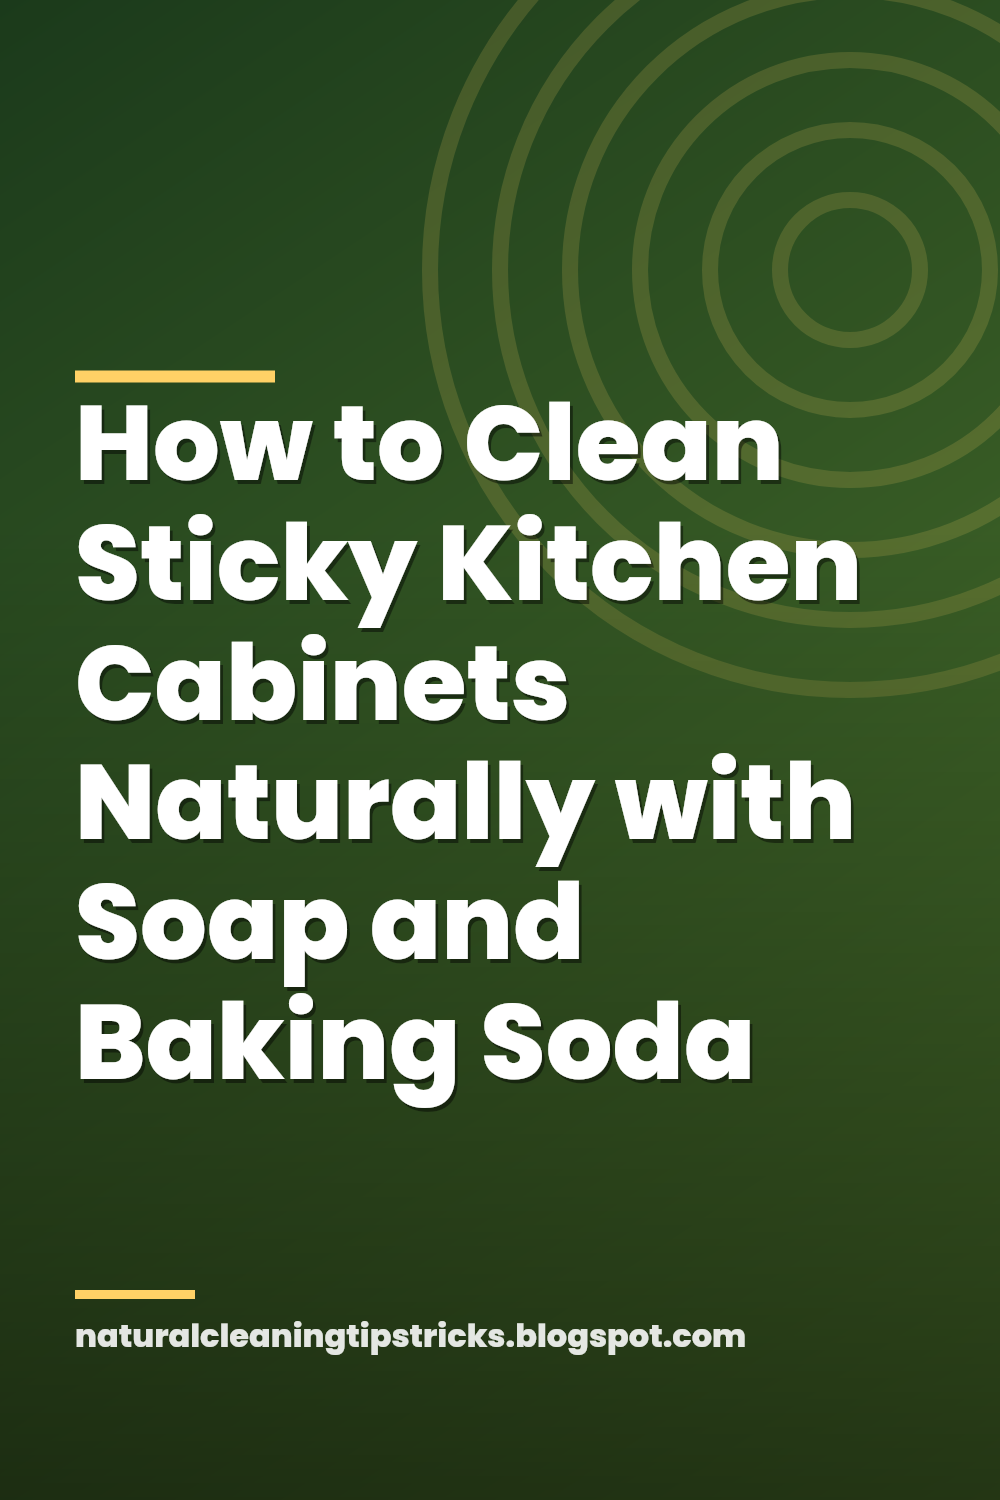 How to Clean
Sticky Kitchen
Cabinets
Naturally with
Soap and
Baking Soda
naturalcleaningtipstricks.blogspot.com